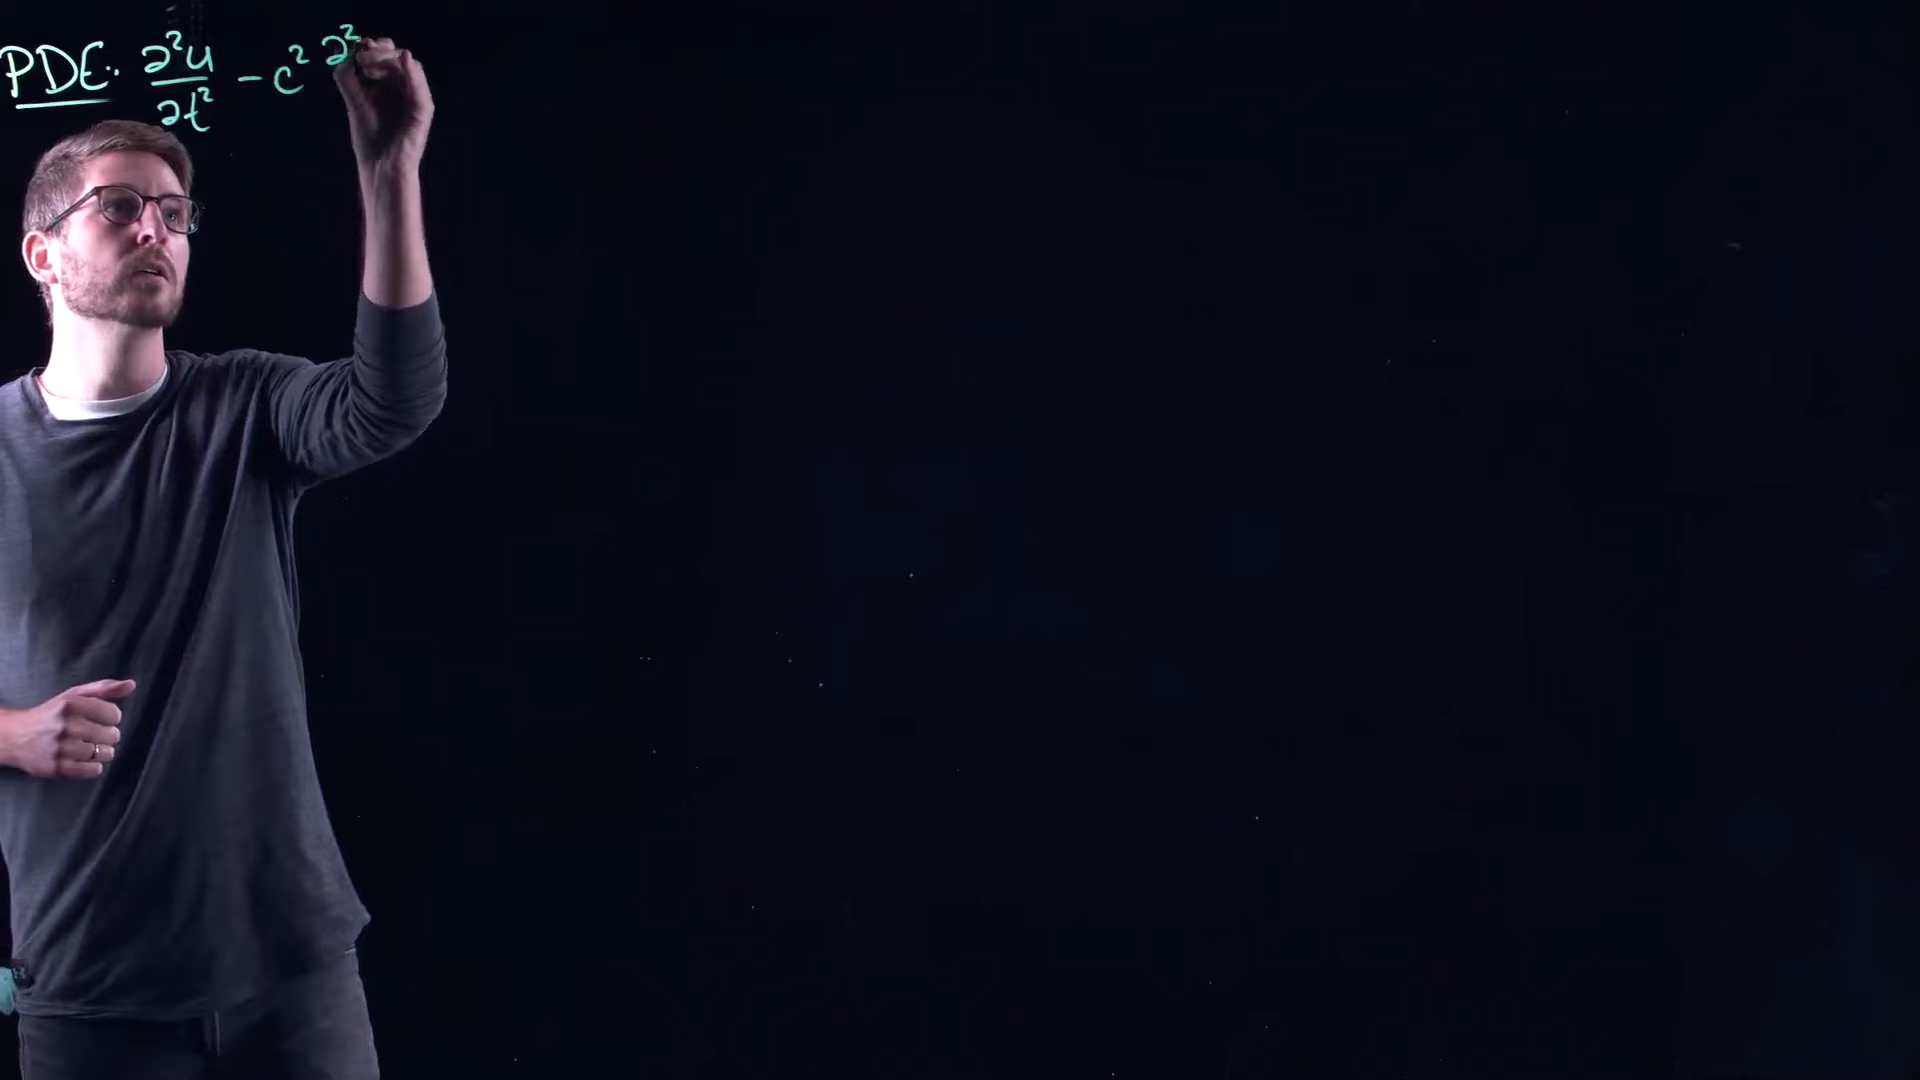 PDE: ∂²u/∂t² - c² ∂²